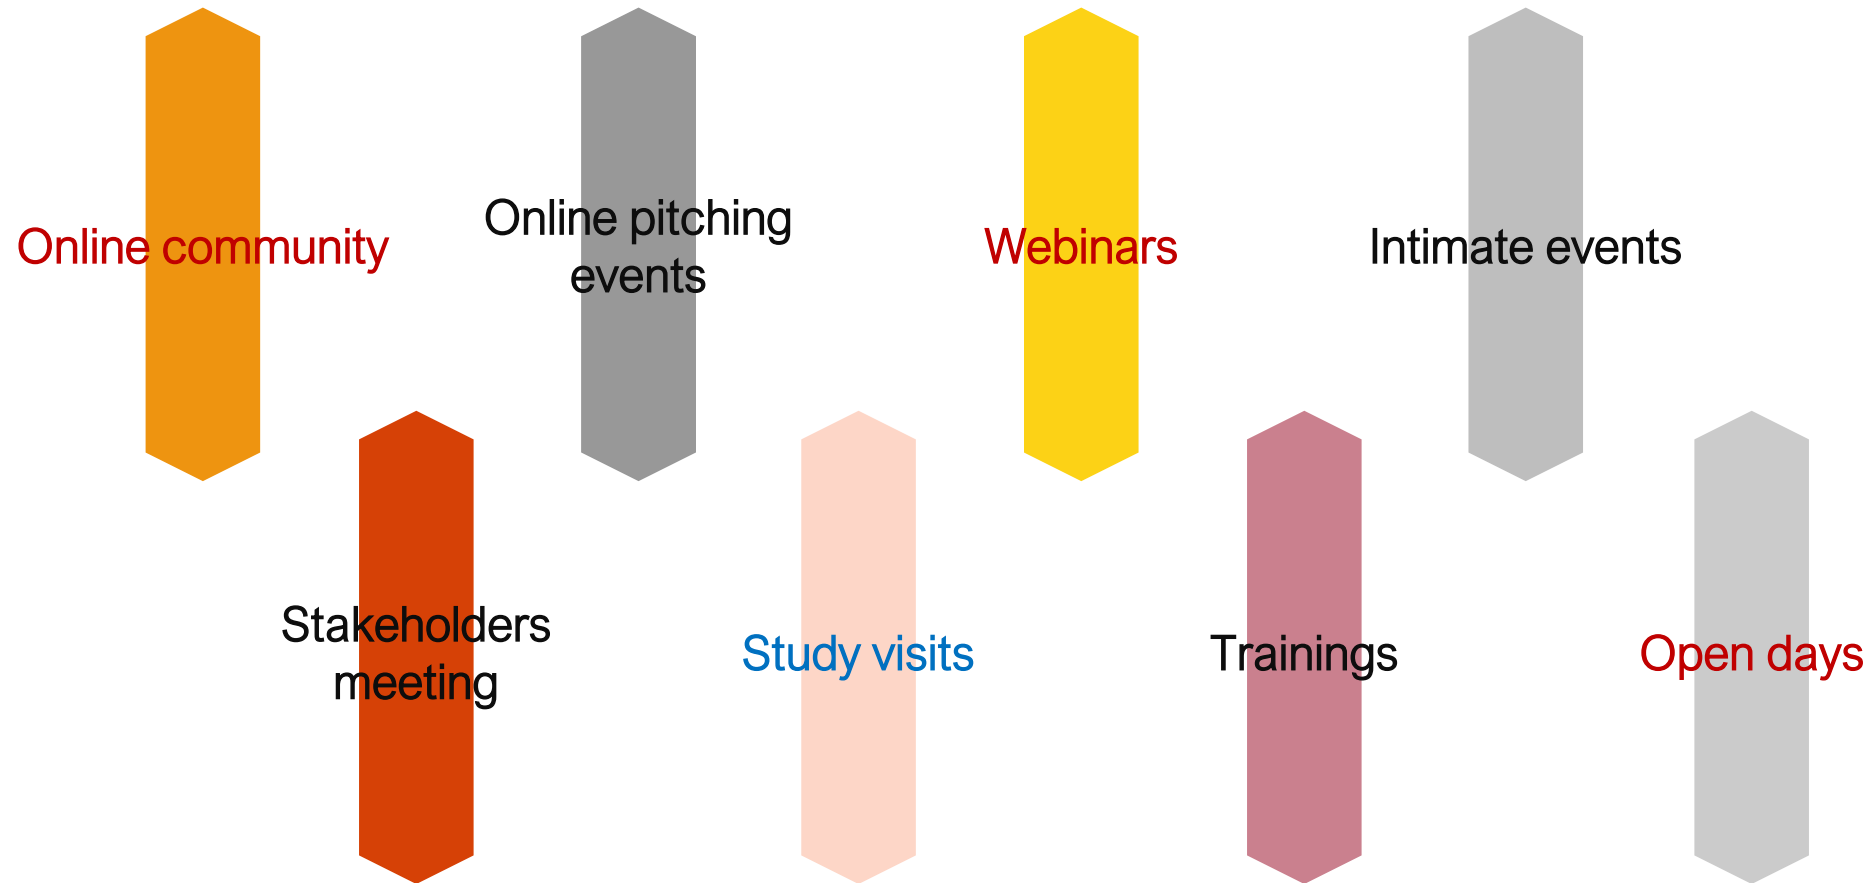 Online community
Online pitching
events
Webinars
Intimate events
Stakeholders
meeting
Study visits
Trainings
Open days